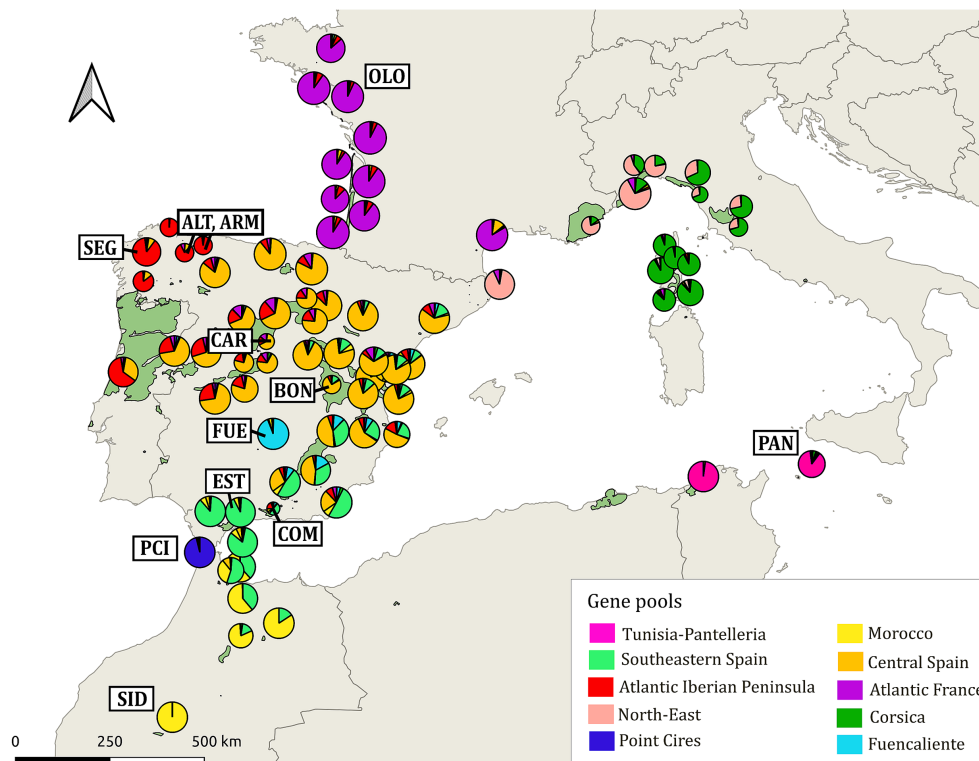 OLO
ALT, ARM
SEG
CAR
BON
FUE
PAN
EST
COM
PCI
SID
Gene pools
Tunisia-Pantelleria
Southeastern Spain
Atlantic Iberian Peninsula
North-East
Point Cires
Morocco
Central Spain
Atlantic France
Corsica
Fuencaliente
0 250 500 km